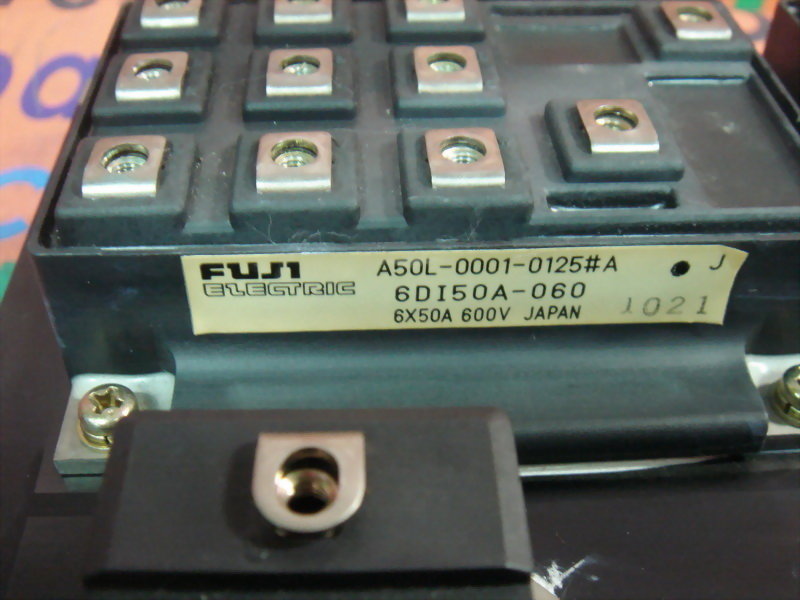 FUJI A50L-0001-0125#A J
ELECTRIC 6DI50A-060
6X50A 600V JAPAN 1021